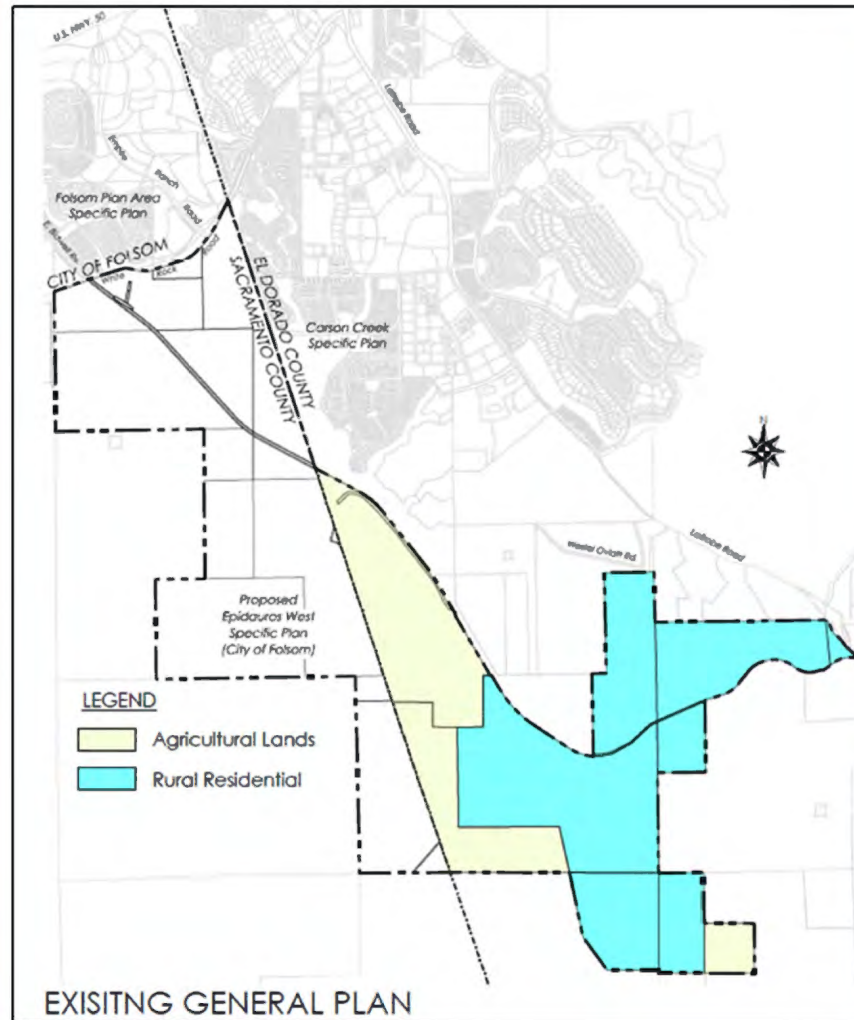 U.S. HWY. 50
Empire
Ranch
Road
Latrobe Road
Folsom Plan Area
Specific Plan
E. Bidwell Rd.
CITY OF FOLSOM
White
Rock
Road
EL DORADO COUNTY
SACRAMENTO COUNTY
Carson Creek
Specific Plan
N
Wetsel Oviatt Rd.
Latrobe Road
Proposed
Epidauros West
Specific Plan
(City of Folsom)
LEGEND
Agricultural Lands
Rural Residential
EXISITNG GENERAL PLAN